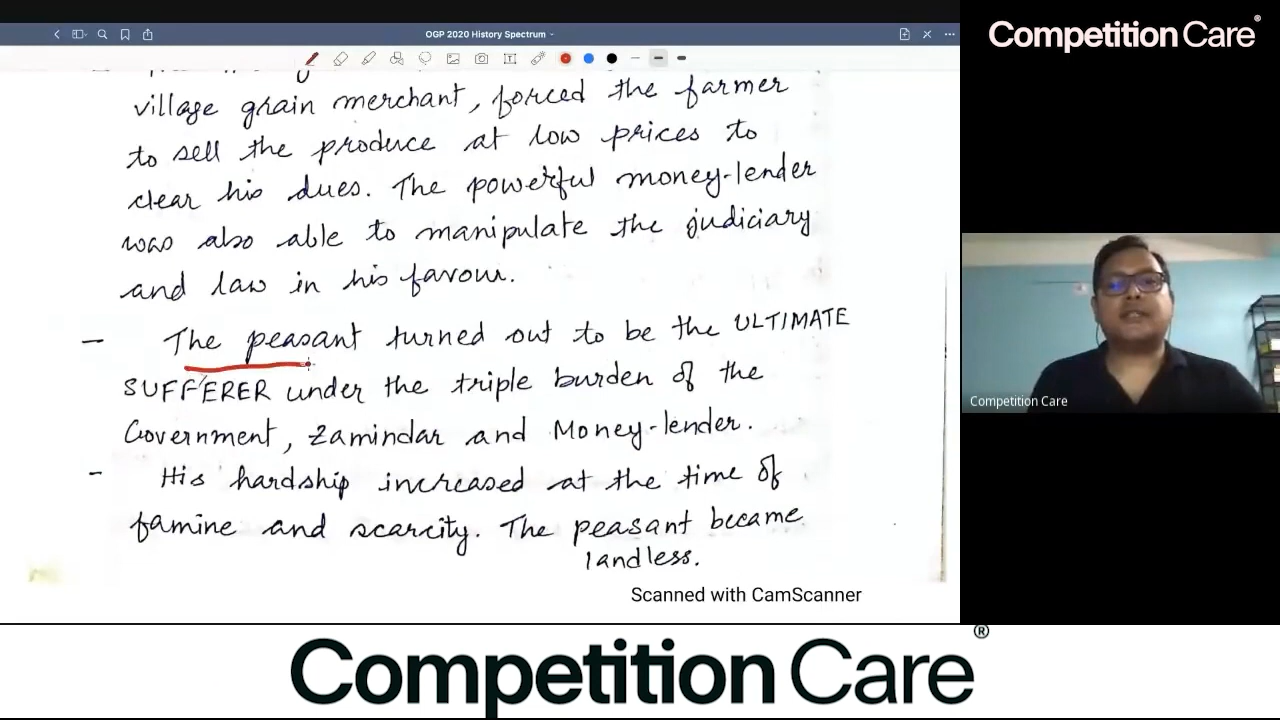 OGP 2020 History Spectrum
Competition Care®
village grain merchant, forced the farmer
to sell the produce at low prices to
clear his dues. The powerful money-lender
was also able to manipulate the judiciary
and law in his favour.
- The peasant turned out to be the ULTIMATE
SUFFERER under the triple burden of the
Government, Zamindar and Money-lender.
- His hardship increased at the time of
famine and scarcity. The peasant became
landless.
Scanned with CamScanner
Competition Care
Competition Care®